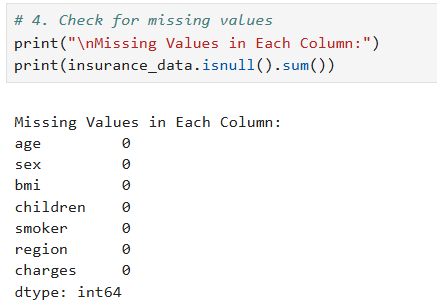 # 4. Check for missing values
print("\nMissing Values in Each Column:")
print(insurance_data.isnull().sum())
Missing Values in Each Column:
age 0
sex 0
bmi 0
children 0
smoker 0
region 0
charges 0
dtype: int64